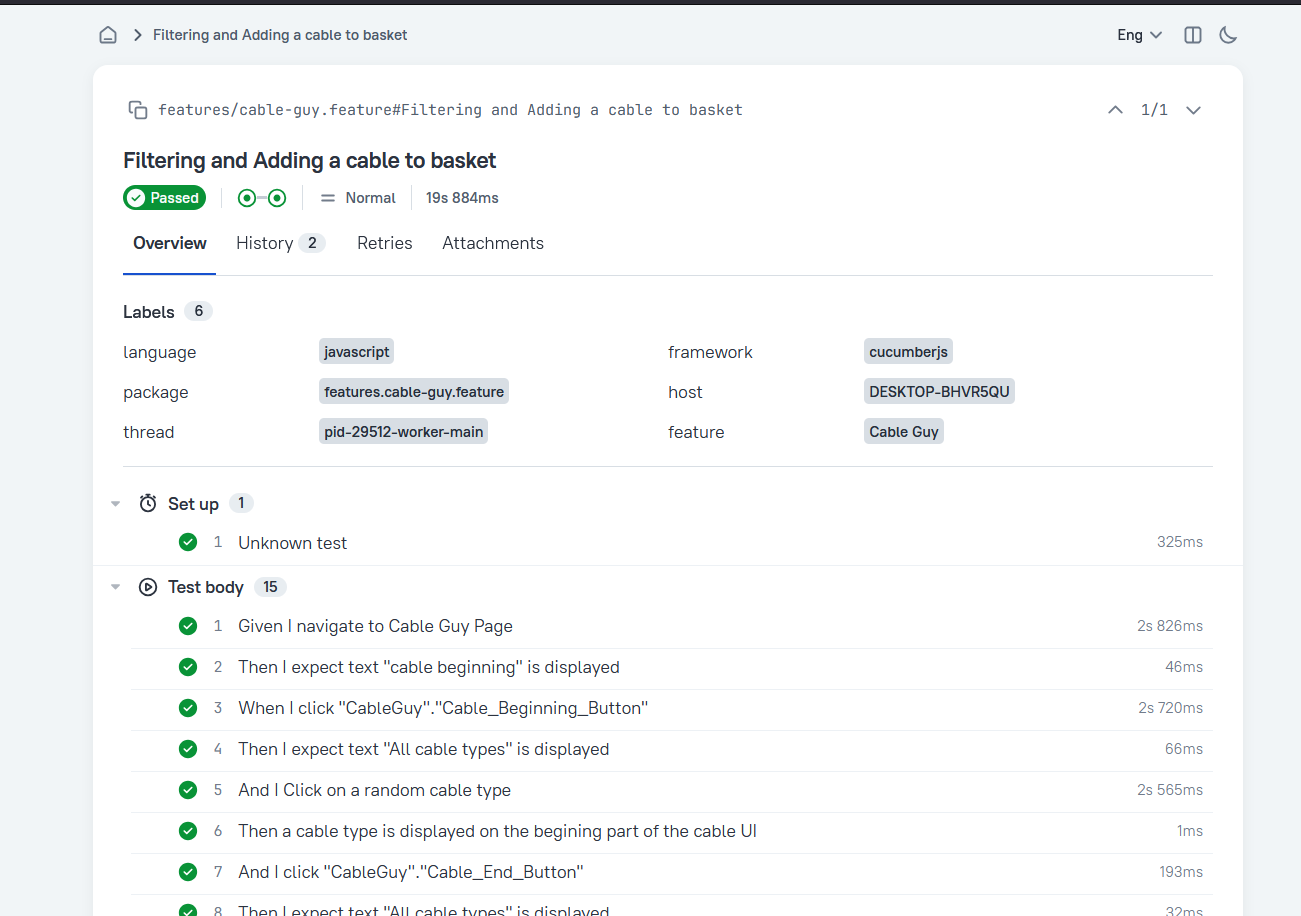 Filtering and Adding a cable to basket
Eng
features/cable-guy.feature#Filtering and Adding a cable to basket
1/1
Filtering and Adding a cable to basket
Passed
Normal
19s 884ms
Overview
History 2
Retries
Attachments
Labels 6
language javascript
framework cucumberjs
package features.cable-guy.feature
host DESKTOP-BHVR5QU
thread pid-29512-worker-main
feature Cable Guy
Set up 1
1 Unknown test 325ms
Test body 15
1 Given I navigate to Cable Guy Page 2s 826ms
2 Then I expect text "cable beginning" is displayed 46ms
3 When I click "CableGuy"."Cable_Beginning_Button" 2s 720ms
4 Then I expect text "All cable types" is displayed 66ms
5 And I Click on a random cable type 2s 565ms
6 Then a cable type is displayed on the begining part of the cable UI 1ms
7 And I click "CableGuy"."Cable_End_Button" 193ms
8 Then I expect text "All cable types" is displayed 32ms